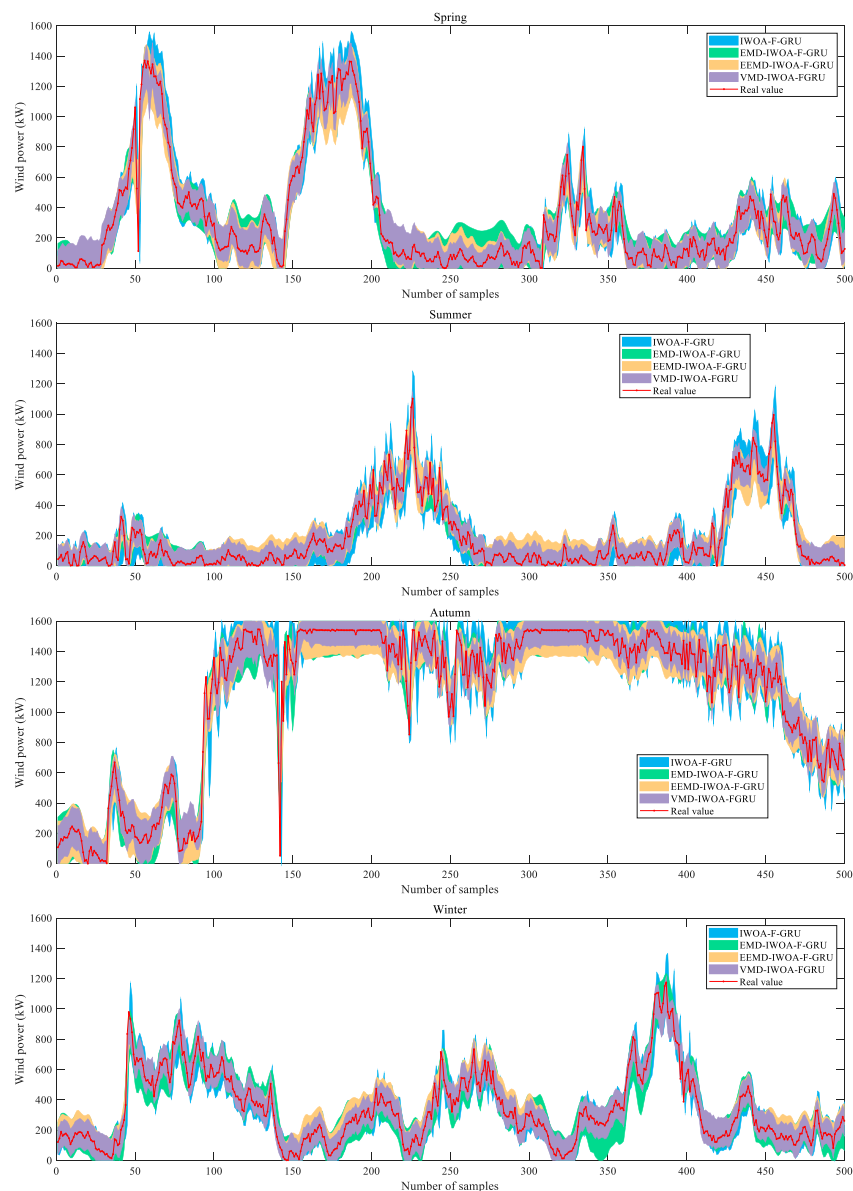 Spring
1600
1400
1200
1000
800
600
400
200
0
Wind power (kW)
IWOA-F-GRU
EMD-IWOA-F-GRU
EEMD-IWOA-F-GRU
VMD-IWOA-FGRU
Real value
0 50 100 150 200 250 300 350 400 450 500
Number of samples
Summer
1600
1400
1200
1000
800
600
400
200
0
Wind power (kW)
IWOA-F-GRU
EMD-IWOA-F-GRU
EEMD-IWOA-F-GRU
VMD-IWOA-FGRU
Real value
0 50 100 150 200 250 300 350 400 450 500
Number of samples
Autumn
1600
1400
1200
1000
800
600
400
200
0
Wind power (kW)
IWOA-F-GRU
EMD-IWOA-F-GRU
EEMD-IWOA-F-GRU
VMD-IWOA-FGRU
Real value
0 50 100 150 200 250 300 350 400 450 500
Number of samples
Winter
1600
1400
1200
1000
800
600
400
200
0
Wind power (kW)
IWOA-F-GRU
EMD-IWOA-F-GRU
EEMD-IWOA-F-GRU
VMD-IWOA-FGRU
Real value
0 50 100 150 200 250 300 350 400 450 500
Number of samples